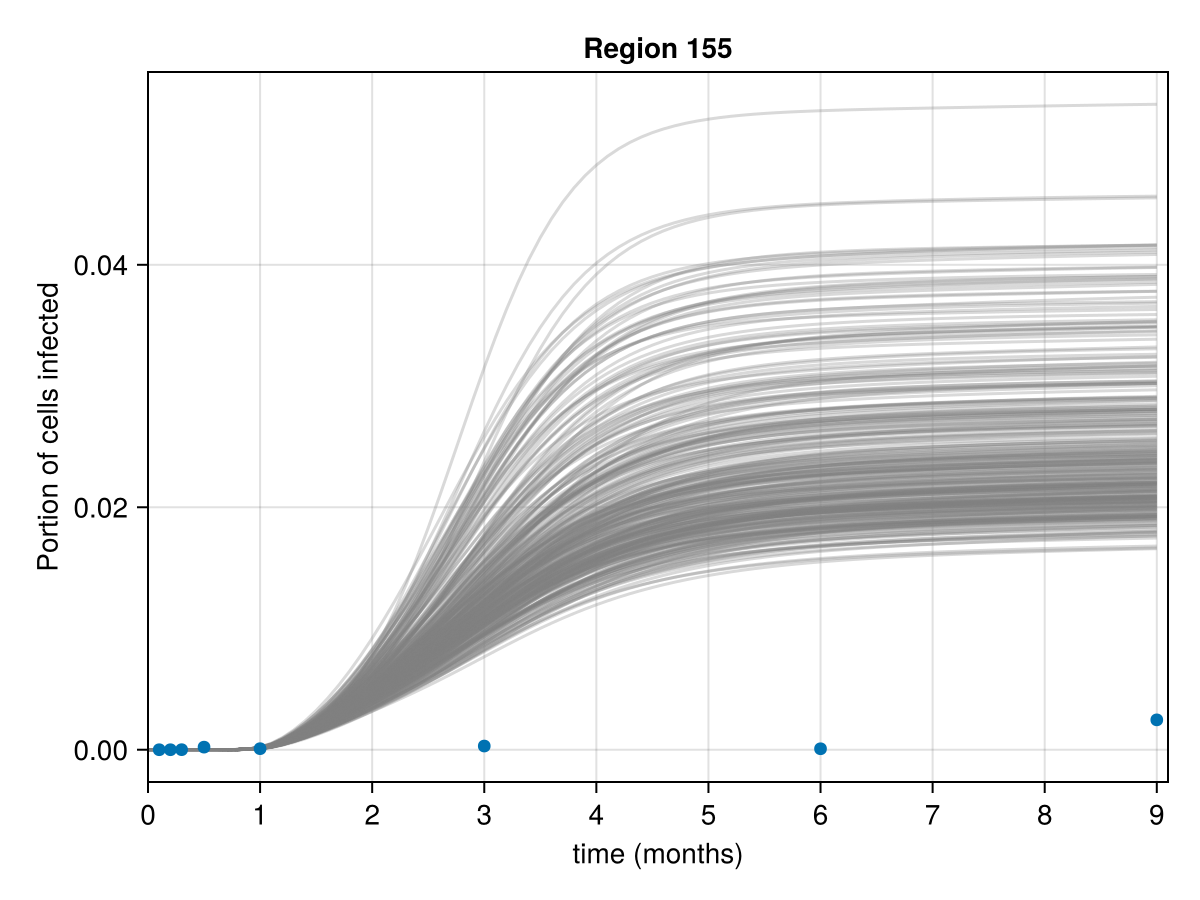 Region 155
Portion of cells infected
0.04
0.02
0.00
0 1 2 3 4 5 6 7 8 9
time (months)